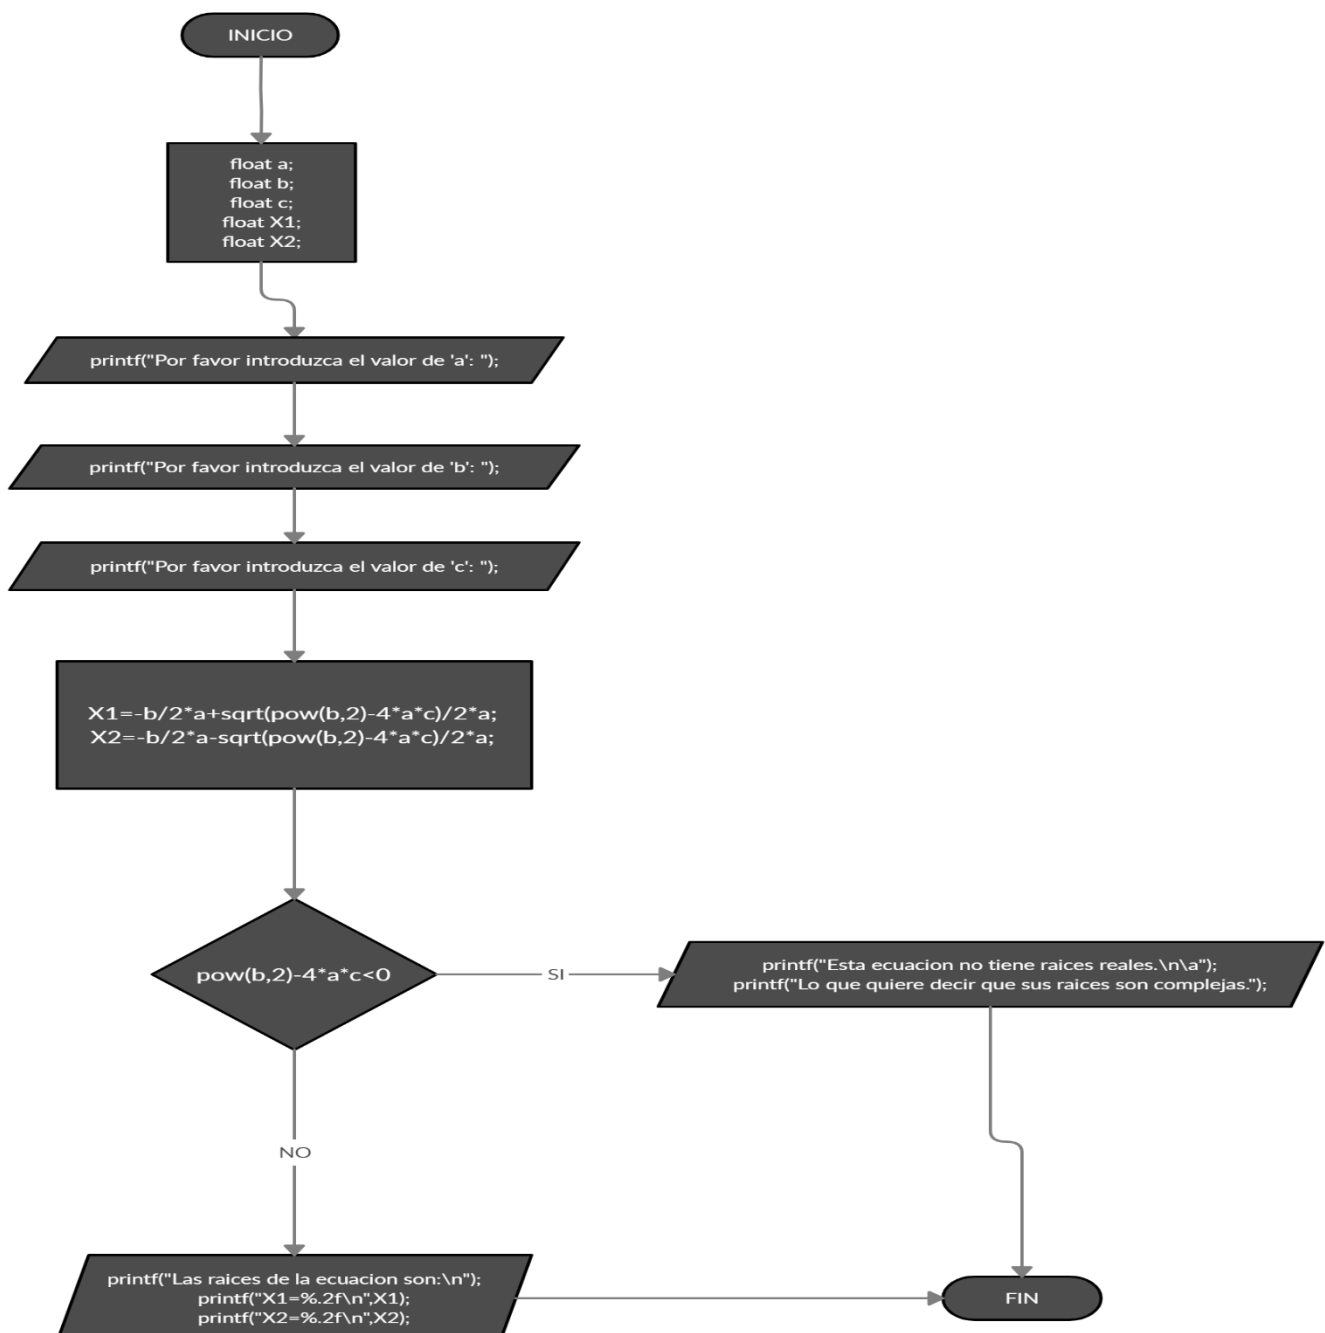 INICIO
float a;
float b;
float c;
float X1;
float X2;
printf("Por favor introduzca el valor de 'a': ");
printf("Por favor introduzca el valor de 'b': ");
printf("Por favor introduzca el valor de 'c': ");
X1=-b/2*a+sqrt(pow(b,2)-4*a*c)/2*a;
X2=-b/2*a-sqrt(pow(b,2)-4*a*c)/2*a;
pow(b,2)-4*a*c<0
SI
printf("Esta ecuacion no tiene raices reales.\n\a");
printf("Lo que quiere decir que sus raices son complejas.");
NO
printf("Las raices de la ecuacion son:\n");
printf("X1=%.2f\n",X1);
printf("X2=%.2f\n",X2);
FIN